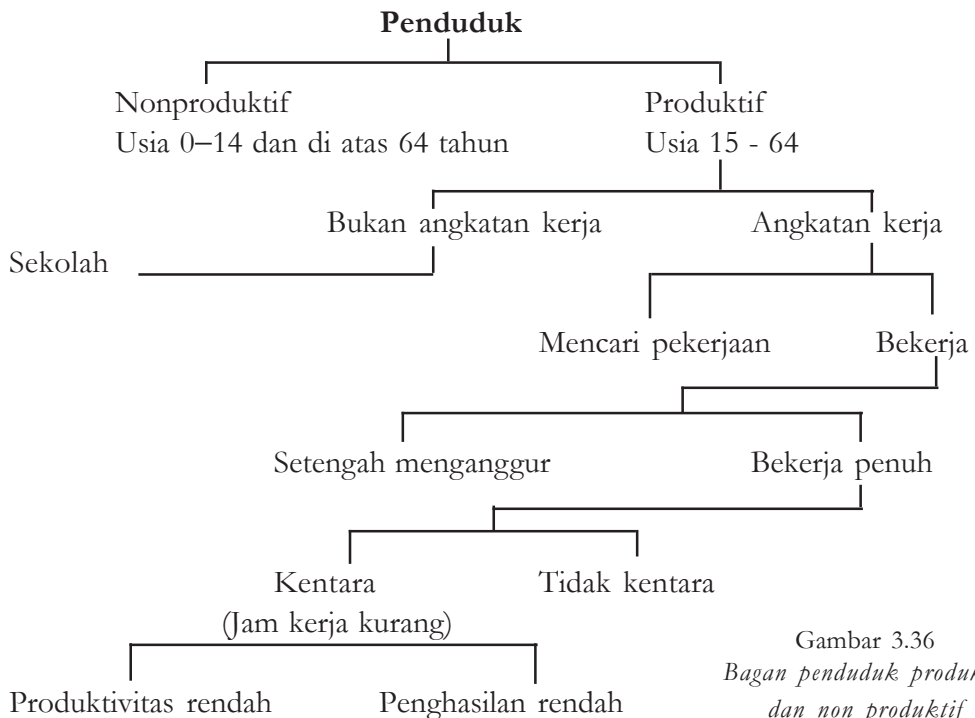 Penduduk
Nonproduktif
Usia 0–14 dan di atas 64 tahun
Produktif
Usia 15 - 64
Bukan angkatan kerja
Angkatan kerja
Sekolah
Mencari pekerjaan
Bekerja
Setengah menganggur
Bekerja penuh
Kentara
(Jam kerja kurang)
Tidak kentara
Produktivitas rendah
Penghasilan rendah
Gambar 3.36
Bagan penduduk
dan non produktif